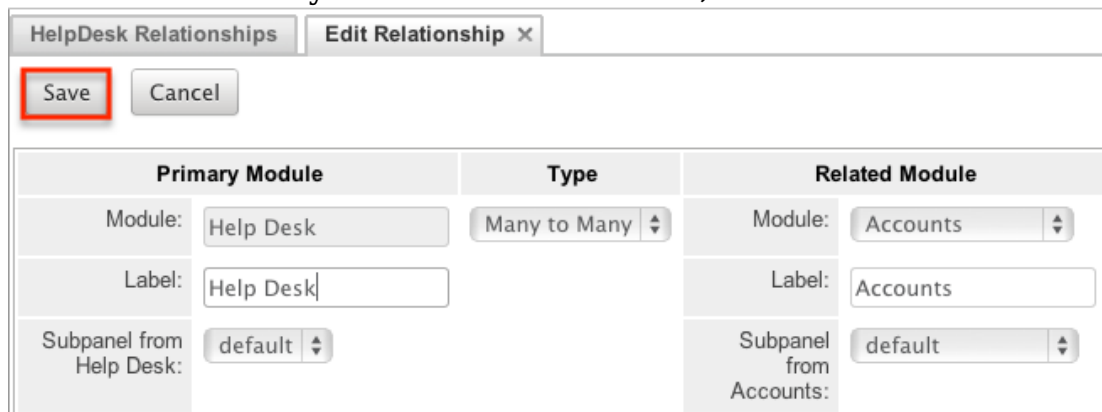 HelpDesk Relationships Edit Relationship ×
Save Cancel
Primary Module Type Related Module
Module: Help Desk Many to Many Module: Accounts
Label: Help Desk Label: Accounts
Subpanel from Help Desk: default Subpanel from Accounts: default